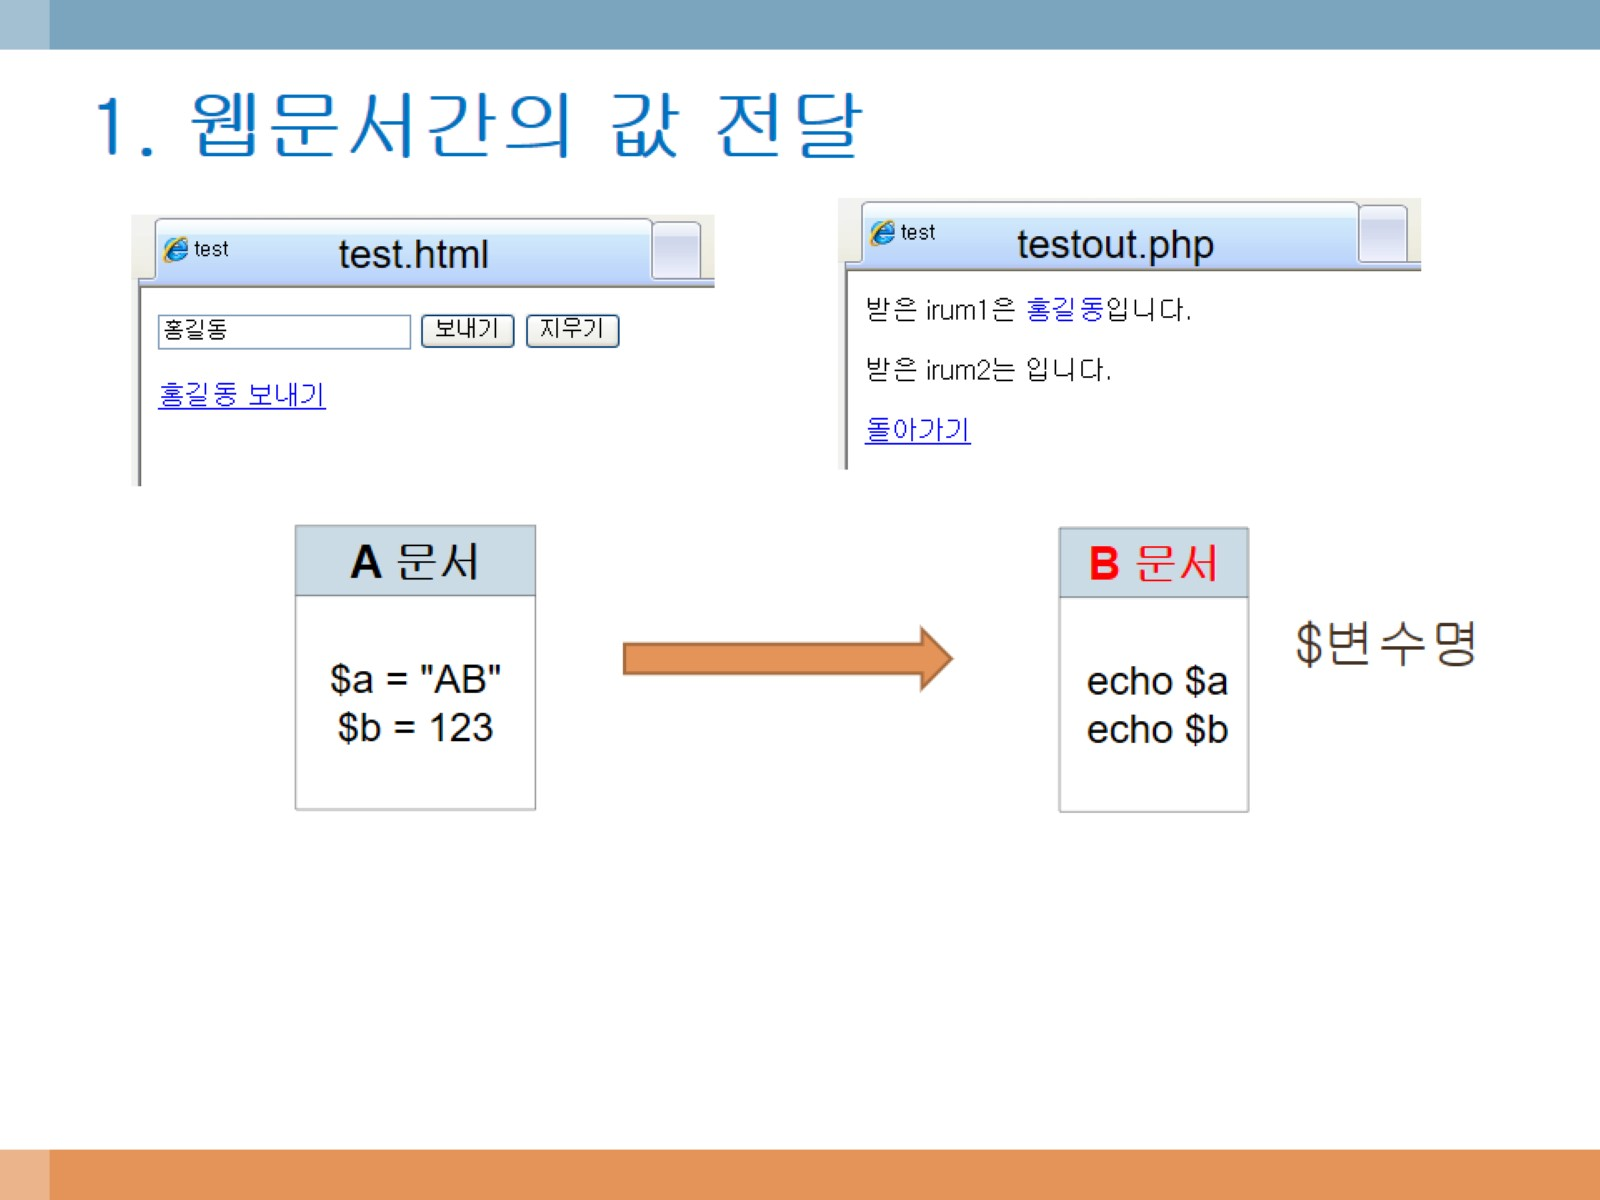 1. 웹문서간의 값 전달
test test.html
홍길동 보내기 지우기
홍길동 보내기
test testout.php
받은 irum1은 홍길동입니다.
받은 irum2는 입니다.
돌아가기
A 문서
$a = "AB"
$b = 123
B 문서
echo $a
echo $b
$변수명